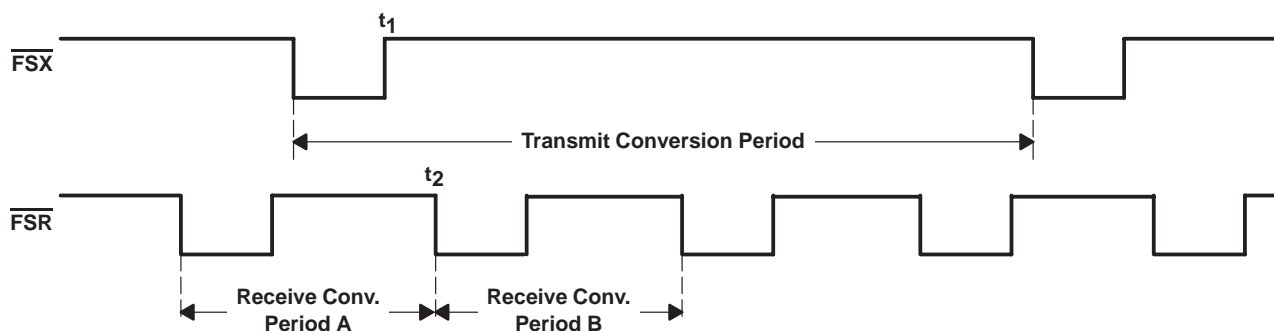 t1
FSX
Transmit Conversion Period
t2
FSR
Receive Conv.
Period A
Receive Conv.
Period B